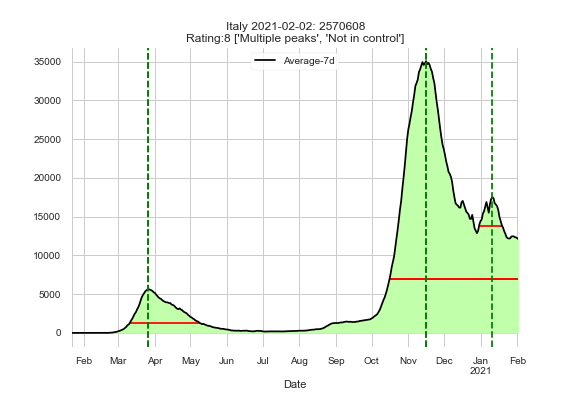 Italy 2021-02-02: 2570608
Rating:8 ['Multiple peaks', 'Not in control']
Average-7d
35000
30000
25000
20000
15000
10000
5000
0
Feb Mar Apr May Jun Jul Aug Sep Oct Nov Dec Jan Feb
2021
Date